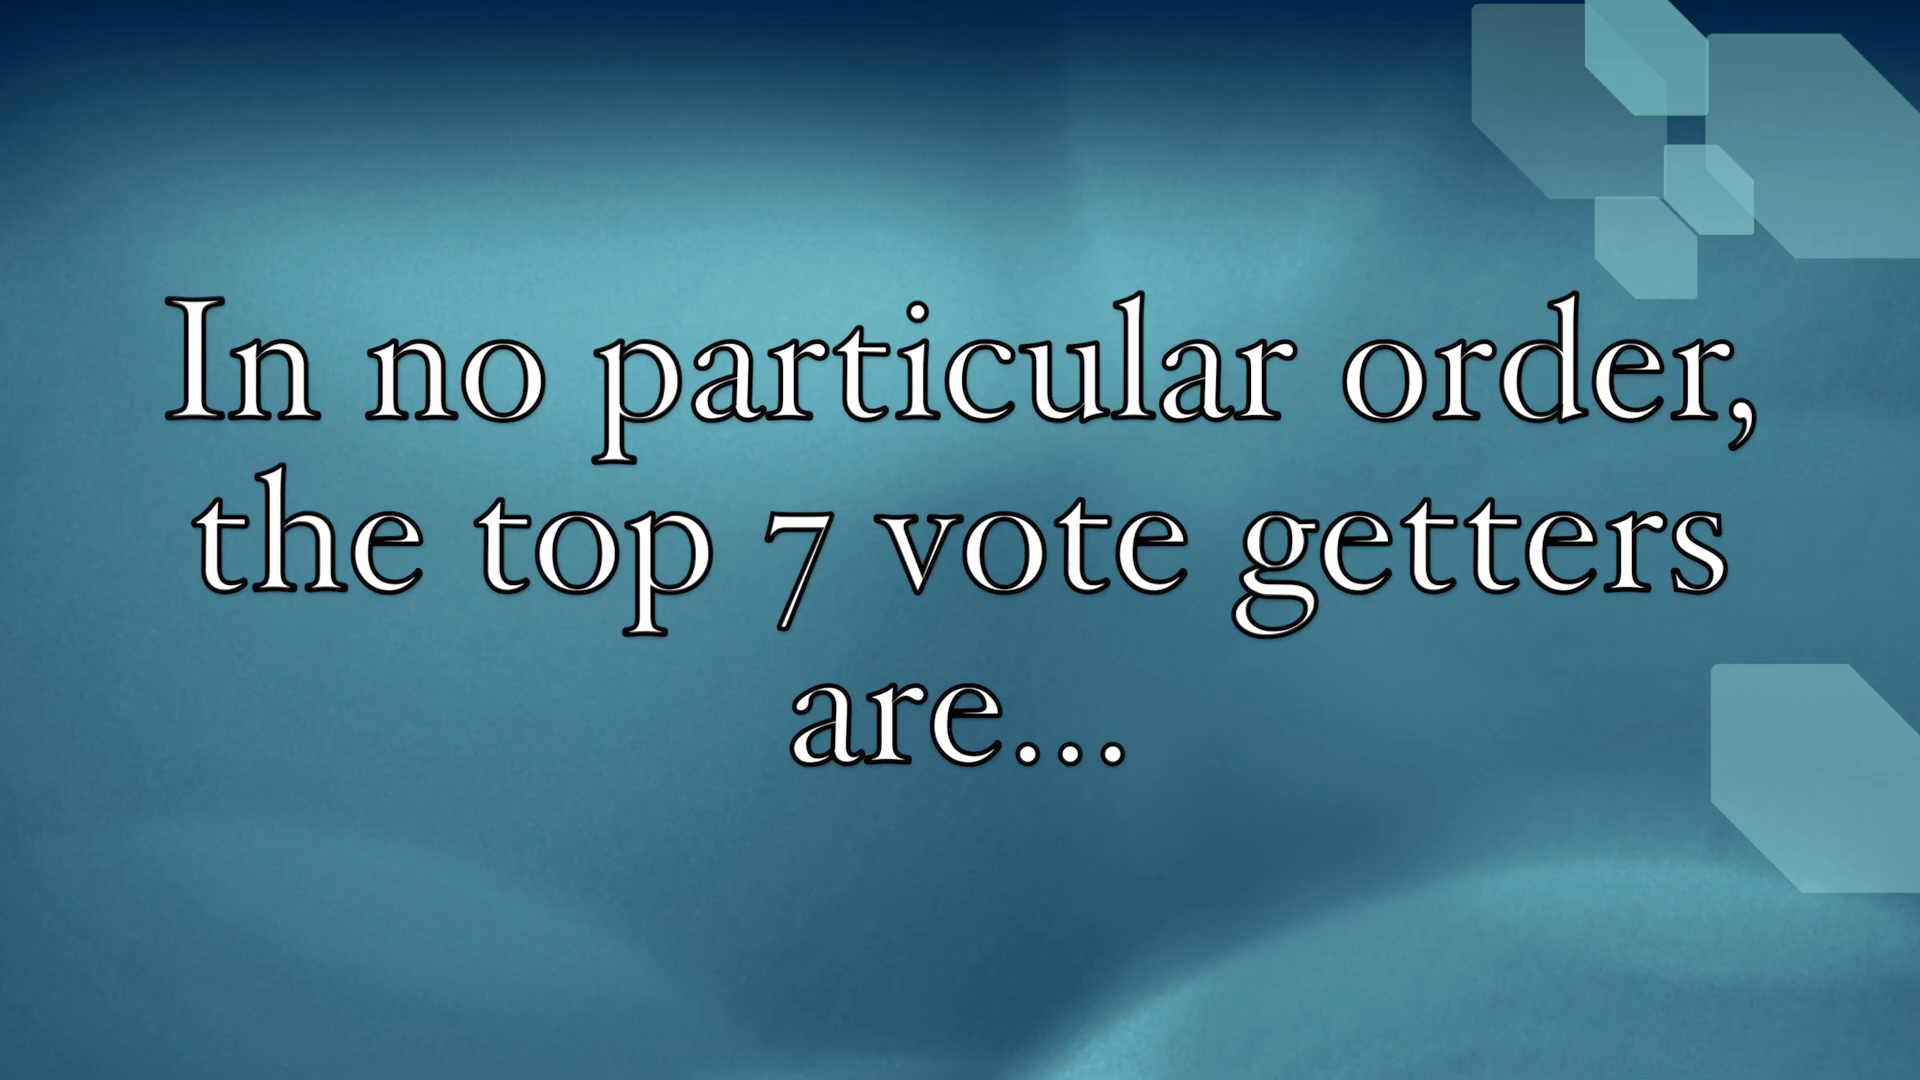 In no particular order,
the top 7 vote getters
are...